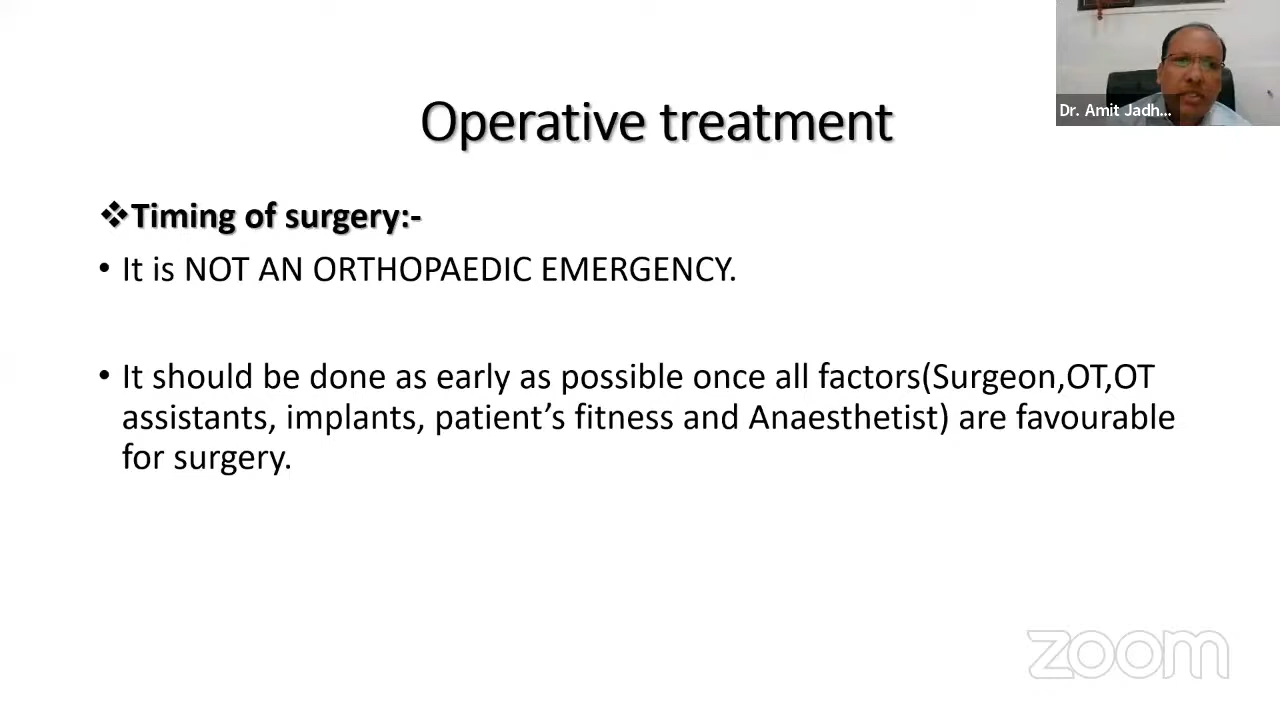 Dr. Amit Jadh...
Operative treatment
❖Timing of surgery:-
• It is NOT AN ORTHOPAEDIC EMERGENCY.
• It should be done as early as possible once all factors(Surgeon,OT,OT
assistants, implants, patient’s fitness and Anaesthetist) are favourable
for surgery.
zoom